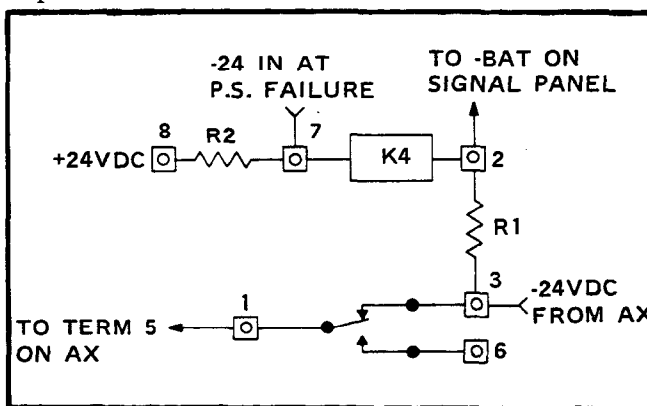 -24 IN AT
P.S. FAILURE
TO -BAT ON
SIGNAL PANEL
8
R2
7
+24VDC
K4
2
R1
3
-24VDC
FROM AX
1
TO TERM 5
ON AX
6